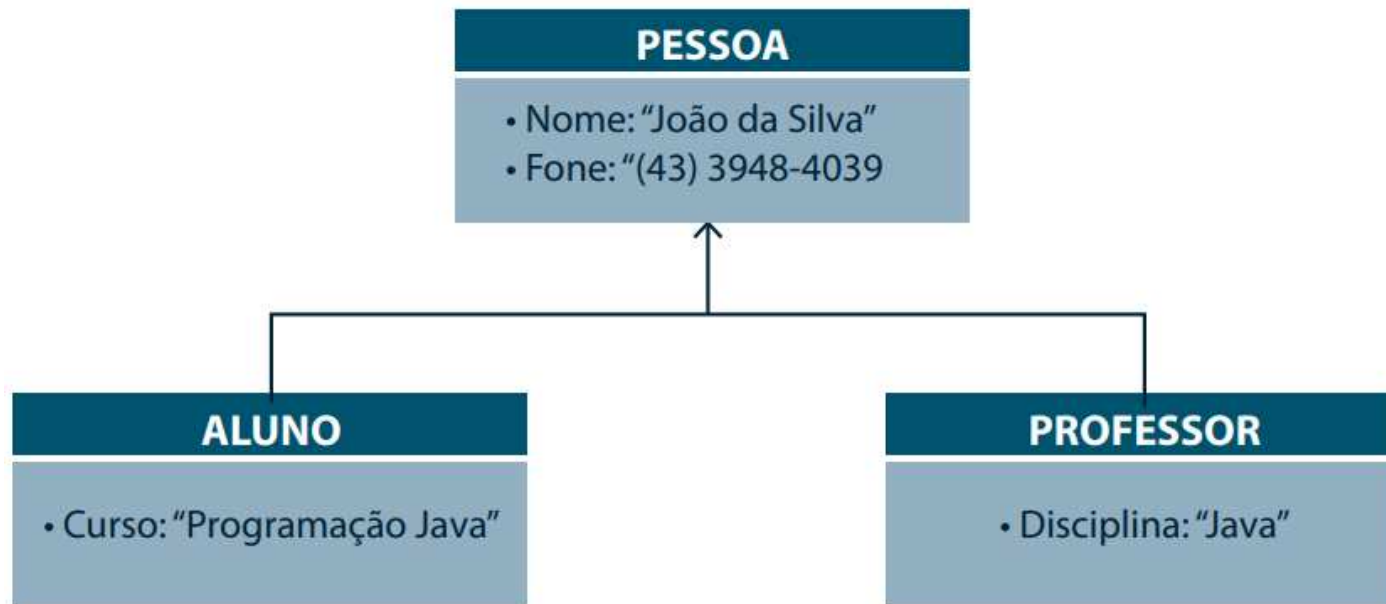 PESSOA
• Nome: “João da Silva”
• Fone: “(43) 3948-4039
ALUNO
• Curso: “Programação Java”
PROFESSOR
• Disciplina: “Java”